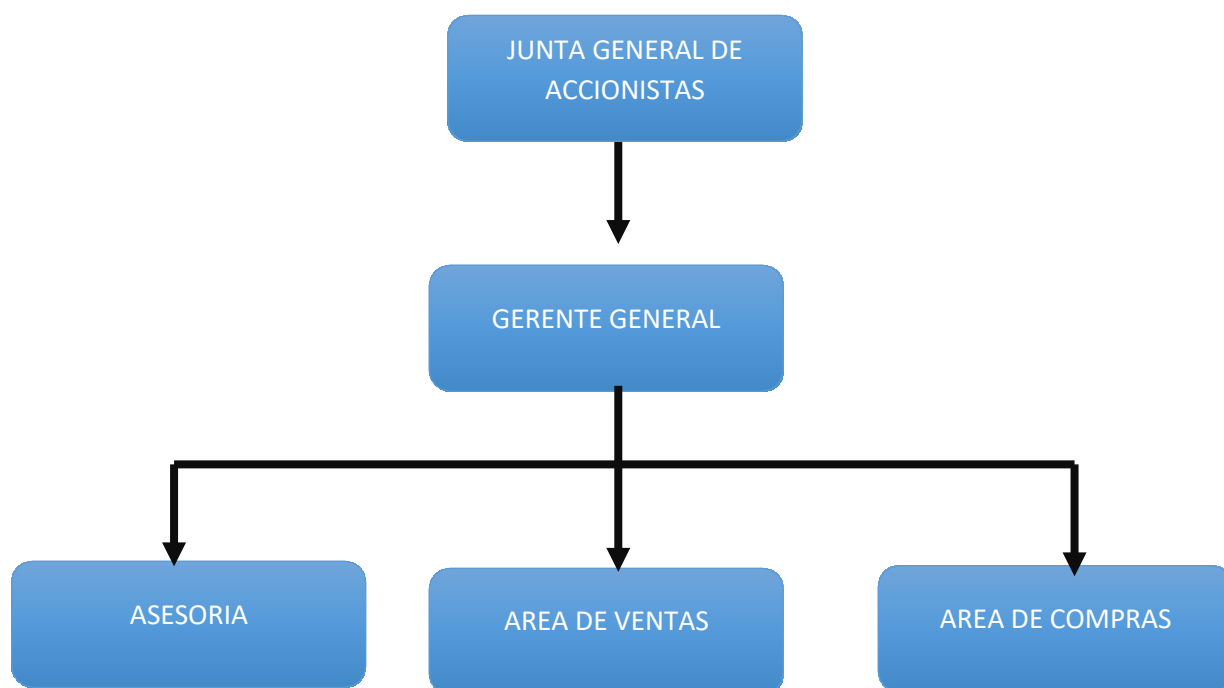 JUNTA GENERAL DE
ACCIONISTAS
GERENTE GENERAL
ASESORIA
AREA DE VENTAS
AREA DE COMPRAS